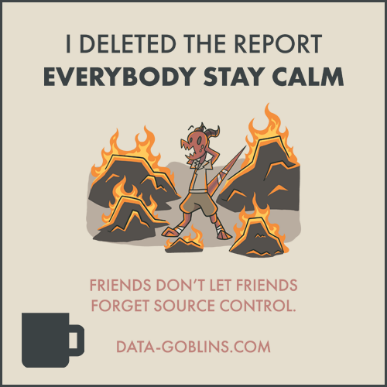 I DELETED THE REPORT
EVERYBODY STAY CALM
FRIENDS DON'T LET FRIENDS
FORGET SOURCE CONTROL.
DATA-GOBLINS.COM